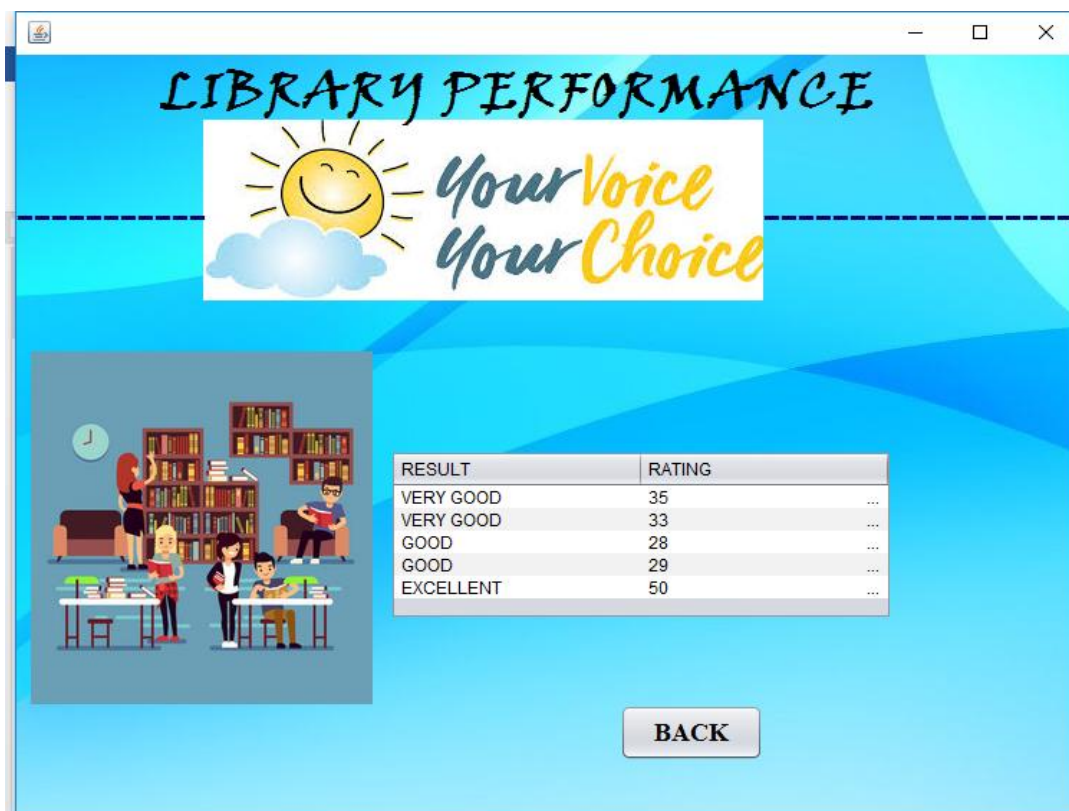 LIBRARY PERFORMANCE
Your Voice
Your Choice
RESULT RATING
VERY GOOD 35 ...
VERY GOOD 33 ...
GOOD 28 ...
GOOD 29 ...
EXCELLENT 50 ...
BACK